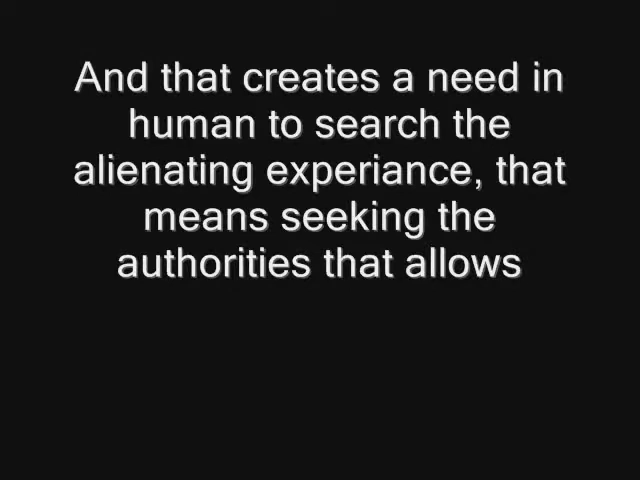 And that creates a need in
human to search the
alienating experiance, that
means seeking the
authorities that allows